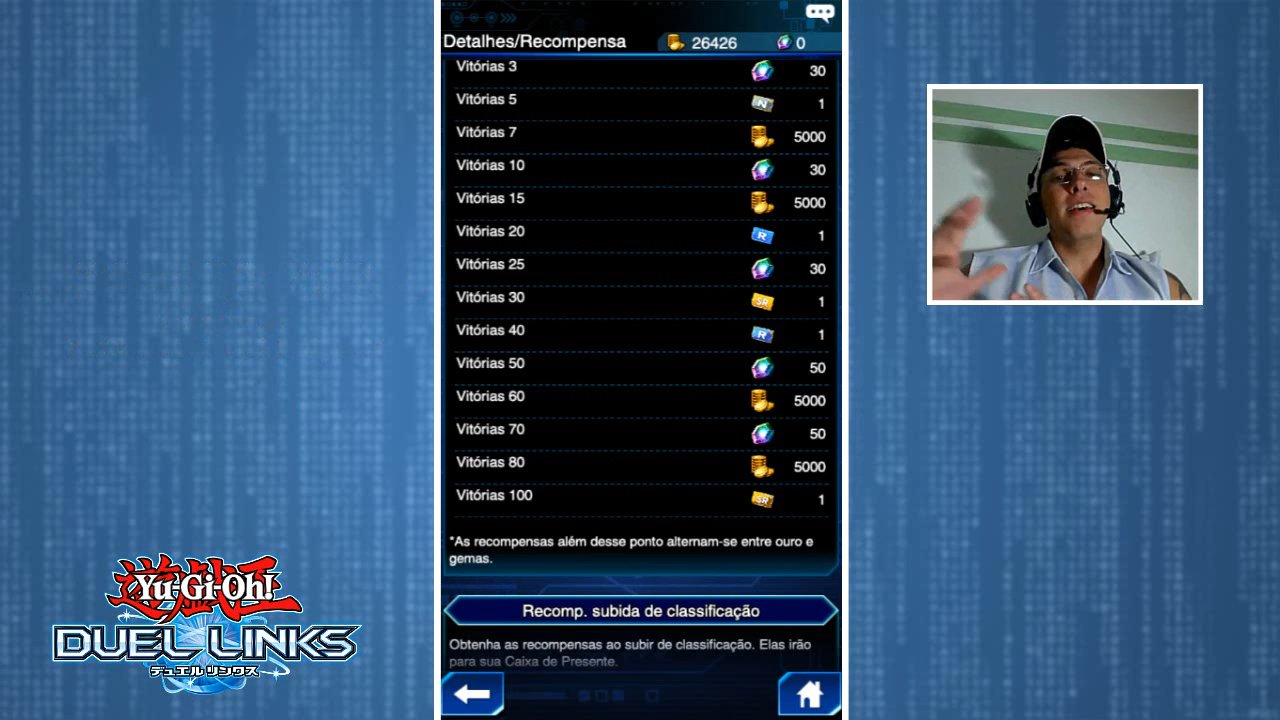 Detalhes/Recompensa 26426 0
Vitórias 3 30
Vitórias 5 N 1
Vitórias 7 5000
Vitórias 10 30
Vitórias 15 5000
Vitórias 20 R 1
Vitórias 25 30
Vitórias 30 SR 1
Vitórias 40 R 1
Vitórias 50 50
Vitórias 60 5000
Vitórias 70 50
Vitórias 80 5000
Vitórias 100 SR 1
*As recompensas além desse ponto alternam-se entre ouro e
gemas.
Recomp. subida de classificação
Obtenha as recompensas ao subir de classificação. Elas irão
para sua Caixa de Presente.
遊戯王
Yu-Gi-Oh!
DUEL LINKS
デュエル リンクス